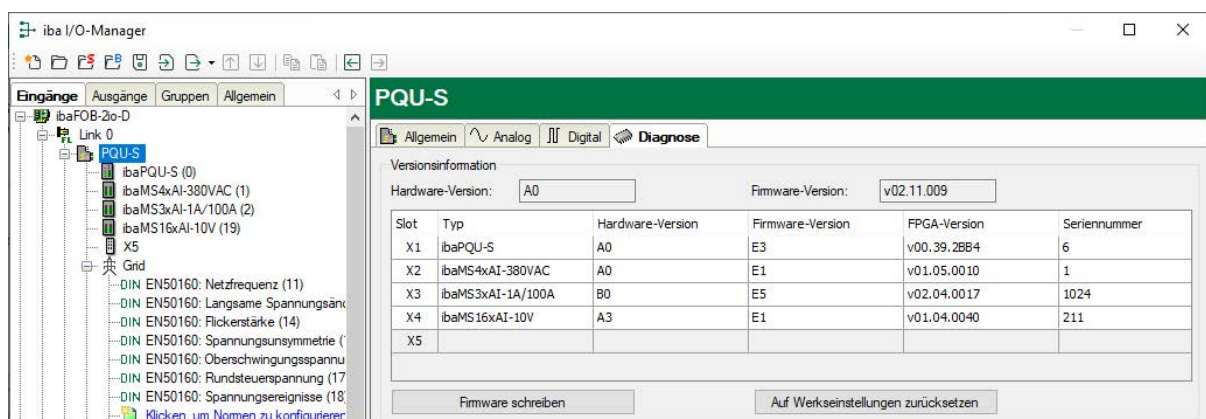 iba I/O-Manager
Eingänge Ausgänge Gruppen Allgemein
ibaFOB-2io-D
Link 0
PQU-S
ibaPQU-S (0)
ibaMS4xAI-380VAC (1)
ibaMS3xAI-1A/100A (2)
ibaMS16xAI-10V (19)
X5
Grid
DIN EN50160: Netzfrequenz (11)
DIN EN50160: Langsame Spannungsänd
DIN EN50160: Flickerstärke (14)
DIN EN50160: Spannungsunsymmetrie (
DIN EN50160: Oberschwingungsspannu
DIN EN50160: Rundsteuerspannung (17
DIN EN50160: Spannungsereignisse (18)
Klicken, um Normen zu konfigurieren
PQU-S
Allgemein Analog Digital Diagnose
Versionsinformation
Hardware-Version: A0 Firmware-Version: v02.11.009
Slot Typ Hardware-Version Firmware-Version FPGA-Version Seriennummer
X1 ibaPQU-S A0 E3 v00.39.2BB4 6
X2 ibaMS4xAI-380VAC A0 E1 v01.05.0010 1
X3 ibaMS3xAI-1A/100A B0 E5 v02.04.0017 1024
X4 ibaMS16xAI-10V A3 E1 v01.04.0040 211
X5
Firmware schreiben Auf Werkseinstellungen zurücksetzen